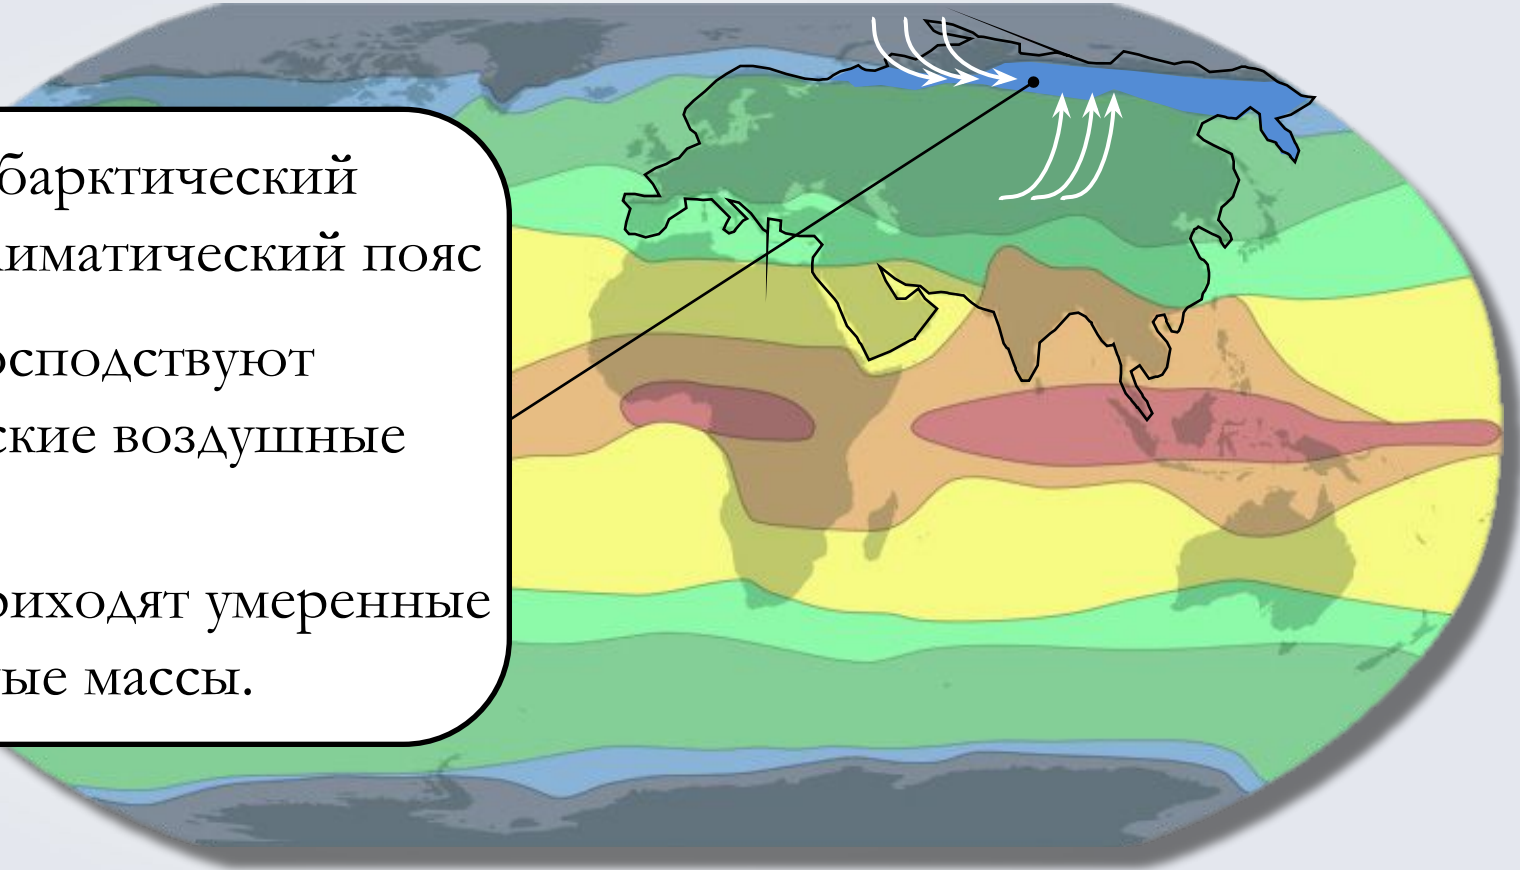 барктический
иматический пояс
осподствуют
ские воздушные
риходят умеренные
ые массы.